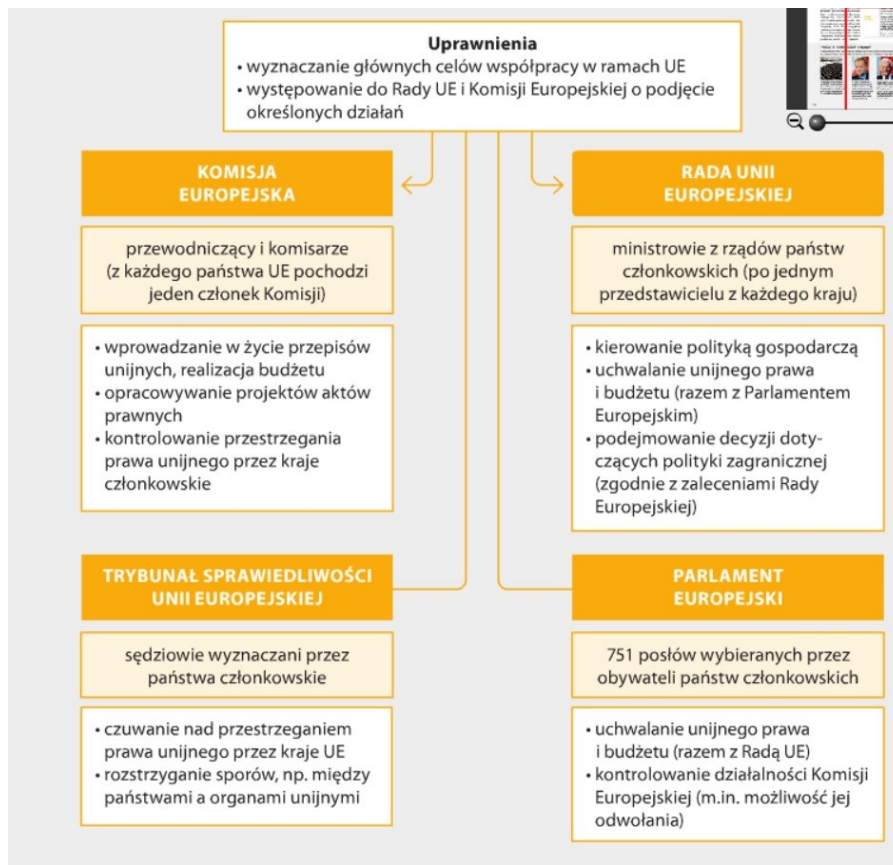 Uprawnienia
• wyznaczanie głównych celów współpracy w ramach UE
• występowanie do Rady UE i Komisji Europejskiej o podjęcie
określonych działań
KOMISJA
EUROPEJSKA
przewodniczący i komisarze
(z każdego państwa UE pochodzi
jeden członek Komisji)
• wprowadzanie w życie przepisów
unijnych, realizacja budżetu
• opracowywanie projektów aktów
prawnych
• kontrolowanie przestrzegania
prawa unijnego przez kraje
członkowskie
RADA UNII
EUROPEJSKIEJ
ministrowie z rządów państw
członkowskich (po jednym
przedstawicielu z każdego kraju)
• kierowanie polityką gospodarczą
• uchwalanie unijnego prawa
i budżetu (razem z Parlamentem
Europejskim)
• podejmowanie decyzji doty-
czących polityki zagranicznej
(zgodnie z zaleceniami Rady
Europejskiej)
TRYBUNAŁ SPRAWIEDLIWOŚCI
UNII EUROPEJSKIEJ
sędziowie wyznaczani przez
państwa członkowskie
• czuwanie nad przestrzeganiem
prawa unijnego przez kraje UE
• rozstrzyganie sporów, np. między
państwami a organami unijnymi
PARLAMENT
EUROPEJSKI
751 posłów wybieranych przez
obywateli państw członkowskich
• uchwalanie unijnego prawa
i budżetu (razem z Radą UE)
• kontrolowanie działalności Komisji
Europejskiej (m.in. możliwość jej
odwołania)